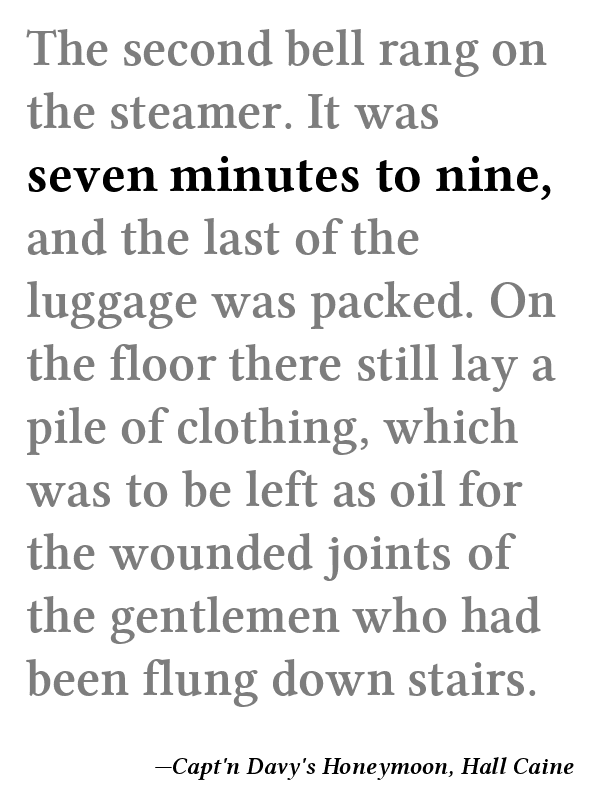 The second bell rang on
the steamer. It was
seven minutes to nine,
and the last of the
luggage was packed. On
the floor there still lay a
pile of clothing, which
was to be left as oil for
the wounded joints of
the gentlemen who had
been flung down stairs.
—Capt'n Davy's Honeymoon, Hall Caine